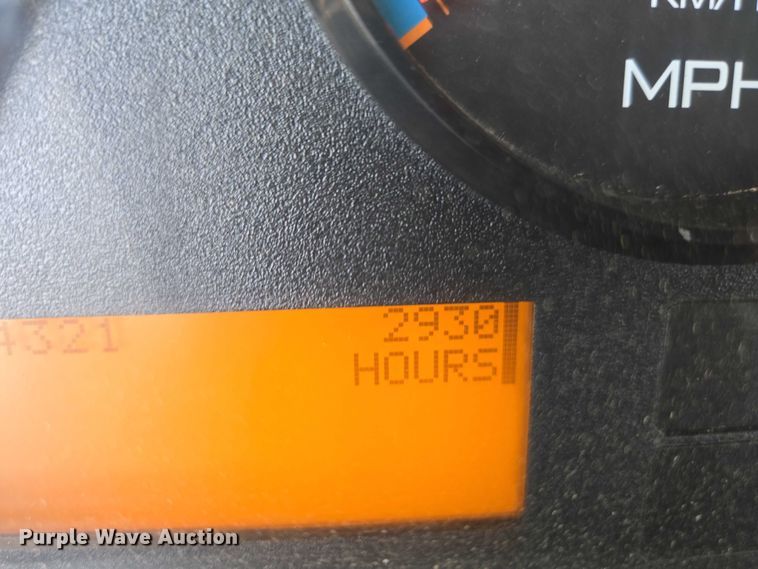 MPH
4321 2930
HOURS
Purple Wave Auction